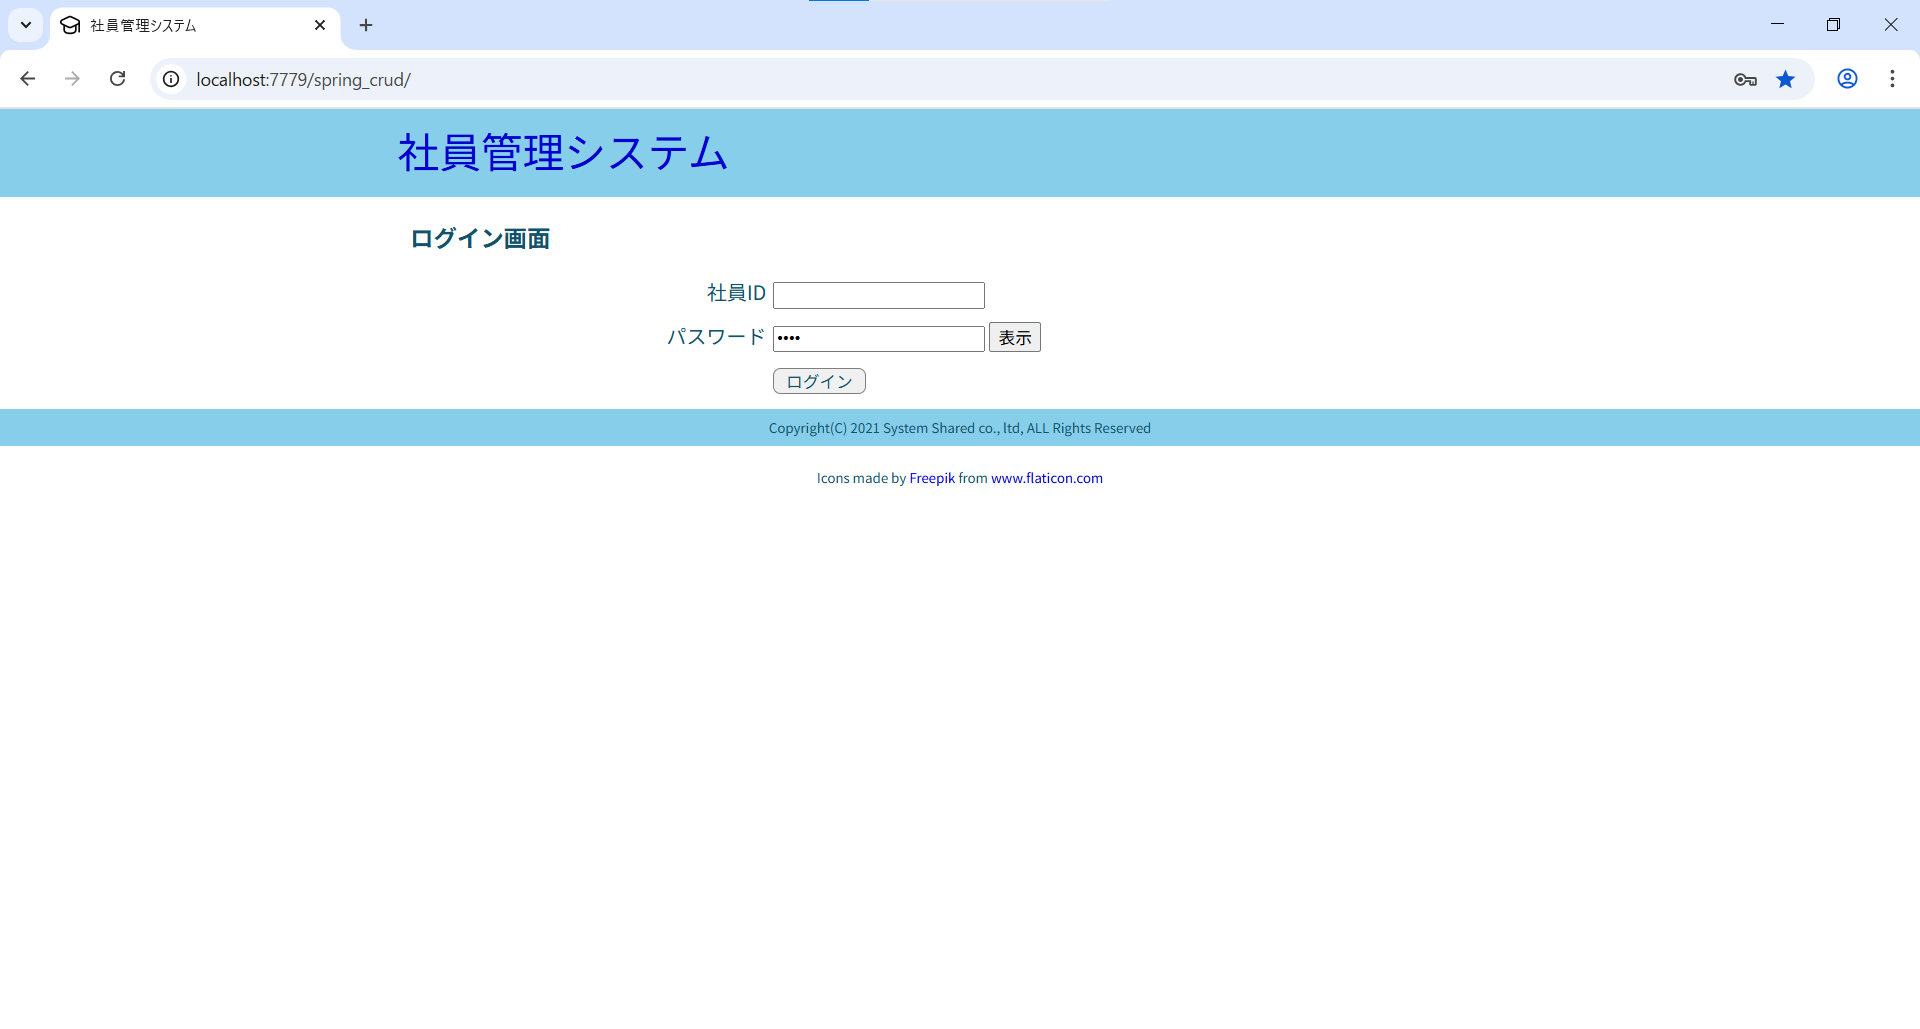 社員管理システム
localhost:7779/spring_crud/
社員管理システム
ログイン画面
社員ID
パスワード •••• 表示
ログイン
Copyright(C) 2021 System Shared co., ltd, ALL Rights Reserved
Icons made by Freepik from www.flaticon.com